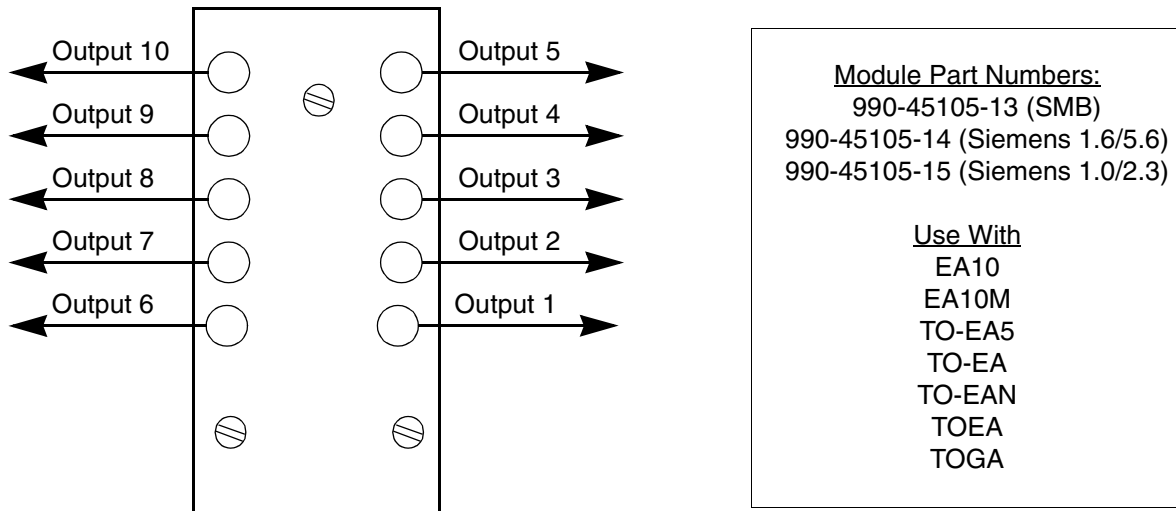 Output 10
Output 5
Output 9
Output 4
Output 8
Output 3
Output 7
Output 2
Output 6
Output 1
Module Part Numbers:
990-45105-13 (SMB)
990-45105-14 (Siemens 1.6/5.6)
990-45105-15 (Siemens 1.0/2.3)
Use With
EA10
EA10M
TO-EA5
TO-EA
TO-EAN
TOEA
TOGA